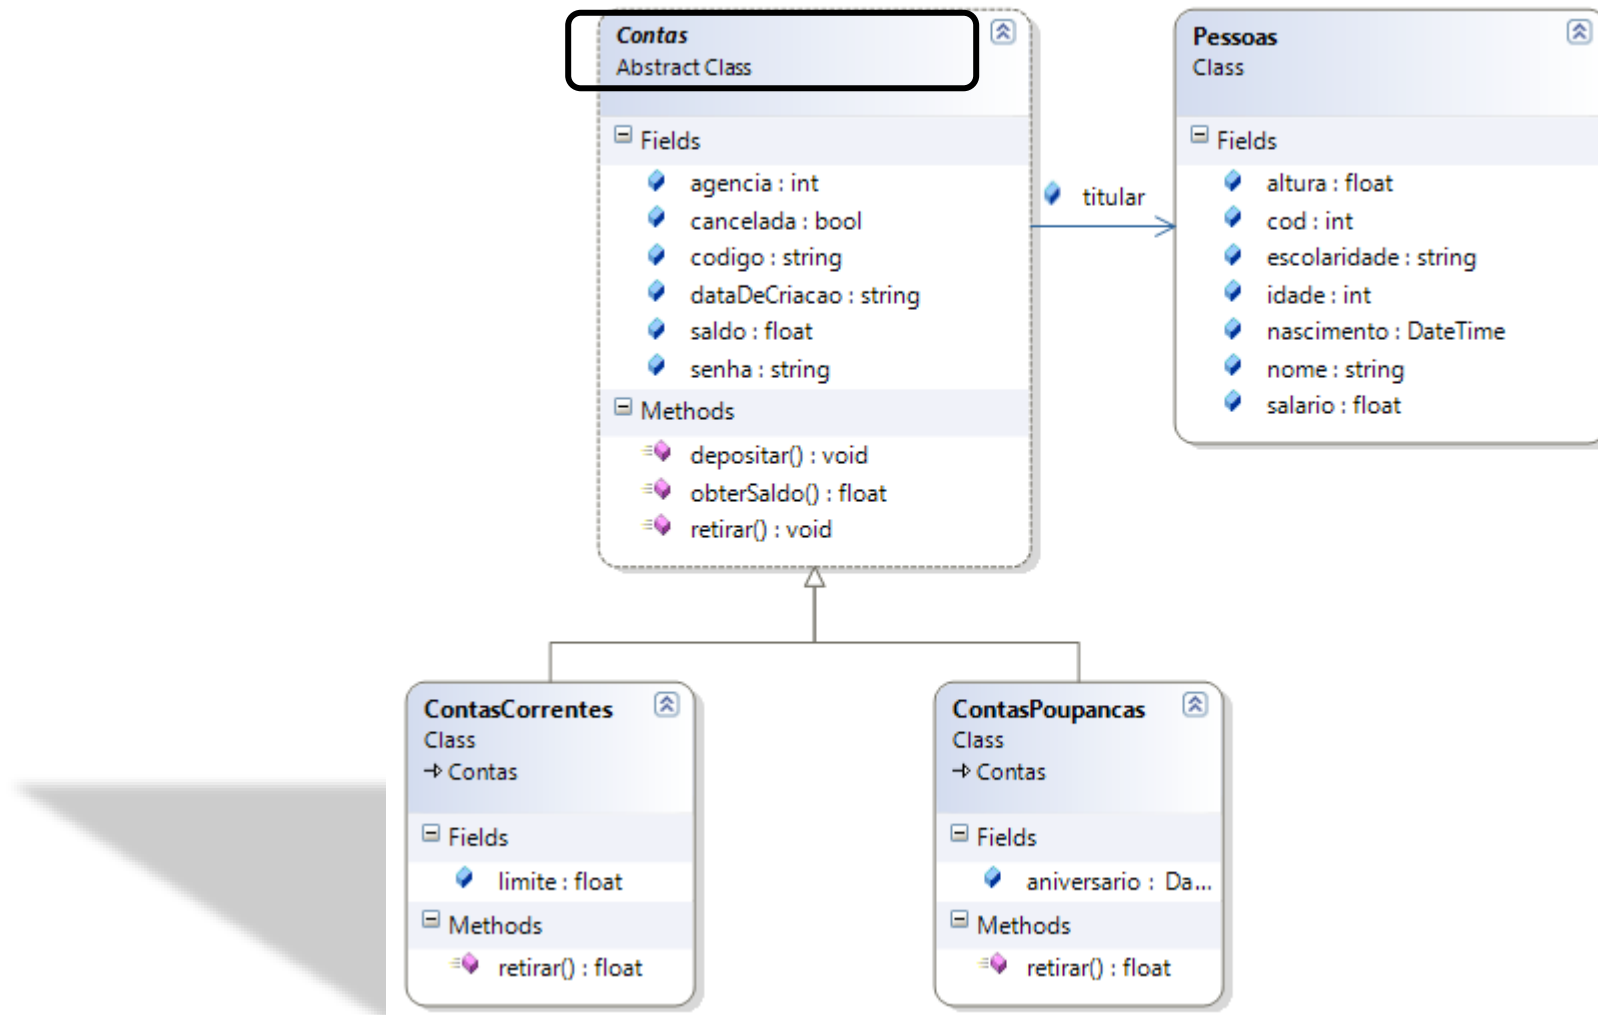 Contas
Abstract Class
Fields
agencia : int
cancelada : bool
codigo : string
dataDeCriacao : string
saldo : float
senha : string
Methods
depositar() : void
obterSaldo() : float
retirar() : void
titular
Pessoas
Class
Fields
altura : float
cod : int
escolaridade : string
idade : int
nascimento : DateTime
nome : string
salario : float
ContasCorrentes
Class
Contas
Fields
limite : float
Methods
retirar() : float
ContasPoupancas
Class
Contas
Fields
aniversario : Da...
Methods
retirar() : float